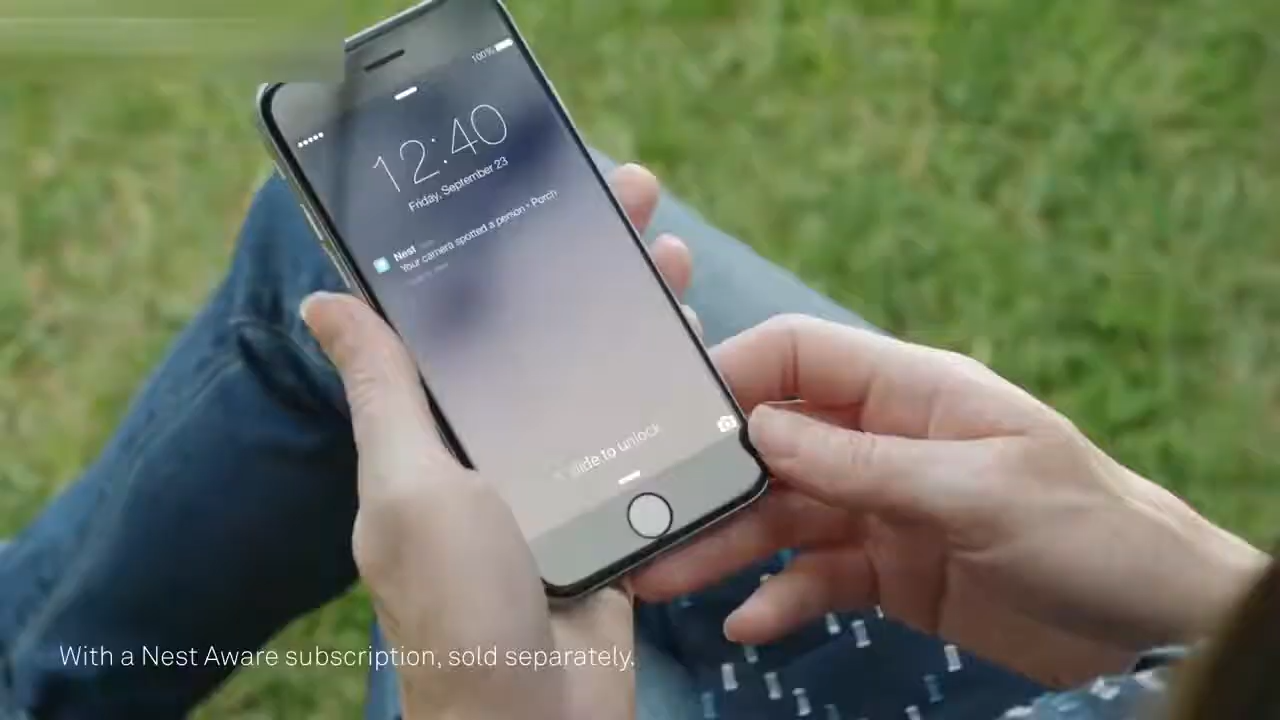 100%
12:40
Friday, September 23
Nest
Your camera spotted a person • Porch
slide to unlock
With a Nest Aware subscription, sold separately.